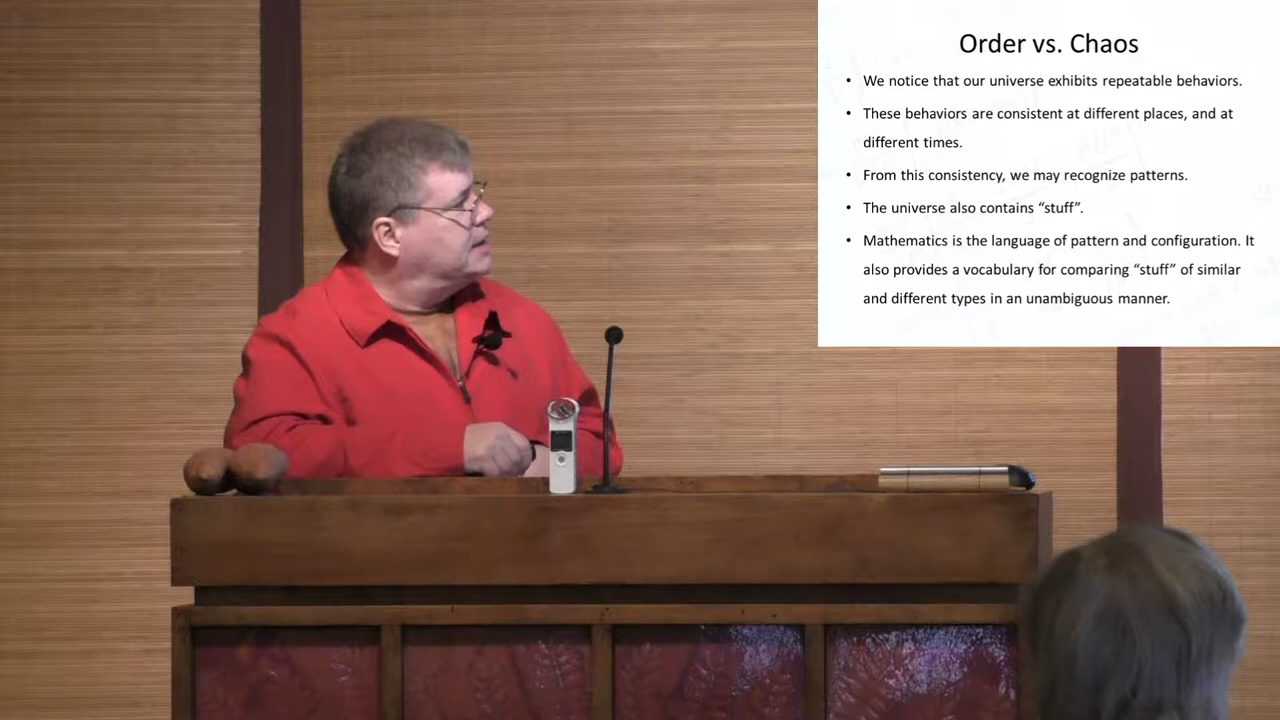 Order vs. Chaos
• We notice that our universe exhibits repeatable behaviors.
• These behaviors are consistent at different places, and at
different times.
• From this consistency, we may recognize patterns.
• The universe also contains “stuff”.
• Mathematics is the language of pattern and configuration. It
also provides a vocabulary for comparing “stuff” of similar
and different types in an unambiguous manner.